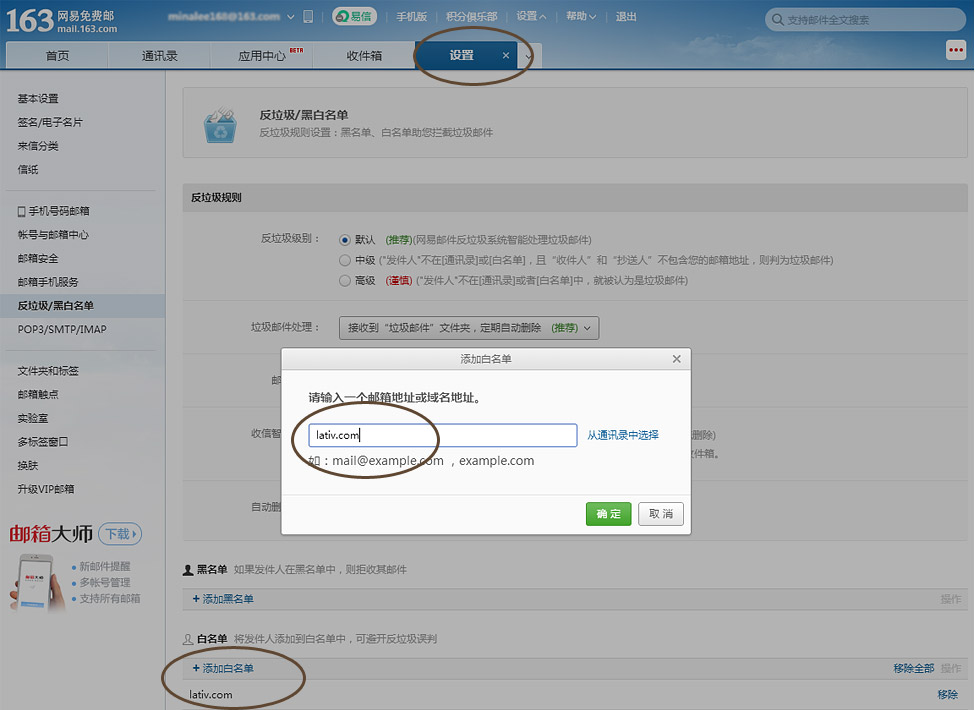 163 网易免费邮
mail.163.com
易信 手机版 积分俱乐部 设置 帮助 退出
支持邮件全文搜索
首页 通讯录 应用中心 BETA 收件箱 设置 ×
基本设置
签名/电子名片
来信分类
信纸
手机号码邮箱
帐号与邮箱中心
邮箱安全
邮箱手机服务
反垃圾/黑白名单
POP3/SMTP/IMAP
文件夹和标签
邮箱触点
实验室
多标签窗口
换肤
升级VIP邮箱
邮箱大师 下载
新邮件提醒
多帐号管理
支持所有邮箱
反垃圾/黑白名单
反垃圾规则设置：黑名单、白名单助您拦截垃圾邮件
反垃圾规则
反垃圾级别： 默认 (推荐)(网易邮件反垃圾系统智能处理垃圾邮件)
中级 ("发件人"不在[通讯录]或[白名单]，且 "收件人" 和 "抄送人" 不包含您的邮箱地址，则判为垃圾邮件)
高级 (谨慎) ("发件人"不在[通讯录]或者[白名单]中，就被认为是垃圾邮件)
垃圾邮件处理： 接收到 "垃圾邮件" 文件夹，定期自动删除 (推荐)
邮
收信智
删除)
件箱。
自动删
添加白名单 ×
请输入一个邮箱地址或域名地址。
lativ.com 从通讯录中选择
如：mail@example.com ，example.com
确 定 取 消
黑名单 如果发件人在黑名单中，则拒收其邮件
+ 添加黑名单 操作
白名单 将发件人添加到白名单中，可避开反垃圾误判
+ 添加白名单 移除全部 操作
lativ.com 移除